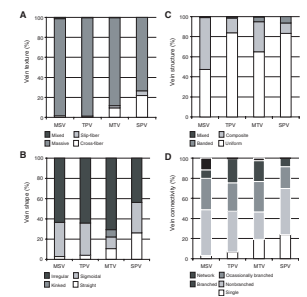 A
Vein texture (%)
100
80
60
40
20
0
MSV TPV MTV SPV
Mixed Slip-fiber
Massive Cross-fiber
B
Vein shape (%)
100
80
60
40
20
0
MSV TPV MTV SPV
Irregular Sigmoidal
Kinked Straight
C
Vein structure (%)
100
80
60
40
20
0
MSV TPV MTV SPV
Mixed Composite
Banded Uniform
D
Vein connectivity (%)
100
80
60
40
20
0
MSV TPV MTV SPV
Network Occasionally branched
Branched Nonbranched
Single